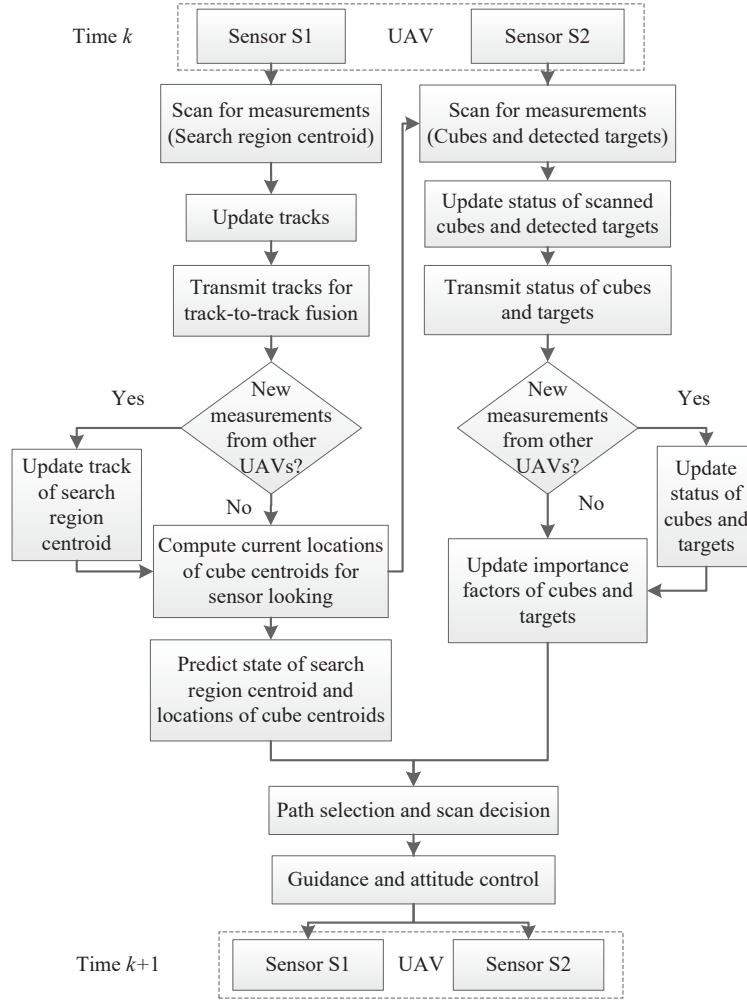 Time k
Sensor S1
UAV
Sensor S2
Scan for measurements
(Search region centroid)
Scan for measurements
(Cubes and detected targets)
Update tracks
Update status of scanned
cubes and detected targets
Transmit tracks for
track-to-track fusion
Transmit status of cubes
and targets
Yes
New
measurements
from other
UAVs?
New
measurements
from other
UAVs?
Yes
Update track
of search
region
centroid
No
No
Update
status of
cubes and
targets
Compute current locations
of cube centroids for
sensor looking
Update importance
factors of cubes and
targets
Predict state of search
region centroid and
locations of cube centroids
Path selection and scan decision
Guidance and attitude control
Time k+1
Sensor S1
UAV
Sensor S2